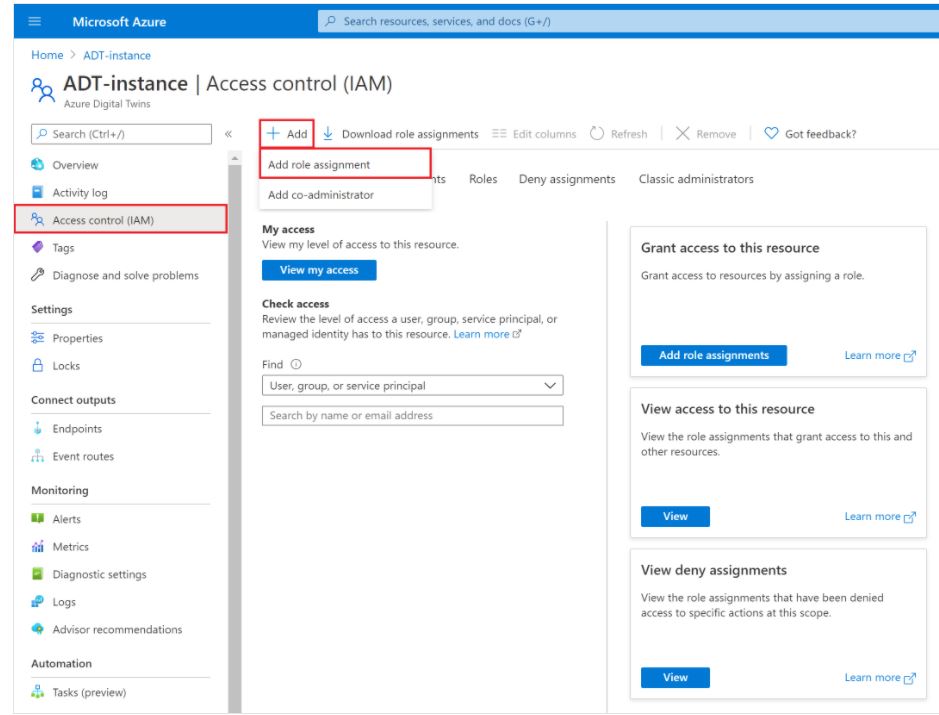 Microsoft Azure
Search resources, services, and docs (G+/)
Home > ADT-instance
ADT-instance | Access control (IAM)
Azure Digital Twins
Search (Ctrl+/)
«
+ Add
Download role assignments
Edit columns
Refresh
Remove
Got feedback?
Add role assignment
Add co-administrator
nts
Roles
Deny assignments
Classic administrators
Overview
Activity log
Access control (IAM)
Tags
Diagnose and solve problems
Settings
Properties
Locks
Connect outputs
Endpoints
Event routes
Monitoring
Alerts
Metrics
Diagnostic settings
Logs
Advisor recommendations
Automation
Tasks (preview)
My access
View my level of access to this resource.
View my access
Check access
Review the level of access a user, group, service principal, or
managed identity has to this resource. Learn more
Find
User, group, or service principal
Search by name or email address
Grant access to this resource
Grant access to resources by assigning a role.
Add role assignments
Learn more
View access to this resource
View the role assignments that grant access to this and
other resources.
View
Learn more
View deny assignments
View the role assignments that have been denied
access to specific actions at this scope.
View
Learn more